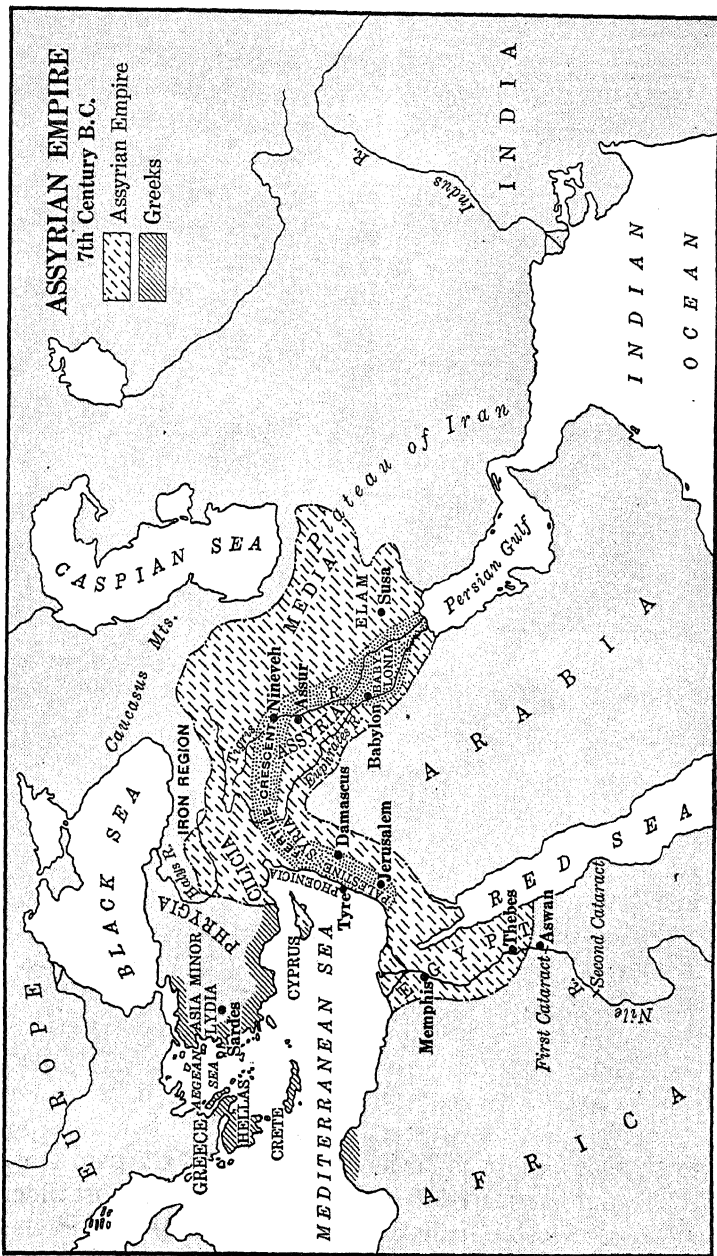 ASSYRIAN EMPIRE
7th Century B.C.
Assyrian Empire
Greeks
EUROPE
BLACK SEA
Caucasus Mts.
CASPIAN SEA
IRON REGION
Halys R.
PHRYGIA
ASIA MINOR
LYDIA
Sardes
GREECE
AEGEAN
SEA
HELLAS
CRETE
CYPRUS
CILICIA
MEDITERRANEAN SEA
Tigris R.
Nineveh
Assur
MEDIA
Plateau of Iran
FERTILE CRESCENT
ASSYRIA
Euphrates R.
SYRIA
PHOENICIA
Damascus
Tyre
PALESTINE
Jerusalem
Babylon
BABYLONIA
ELAM
Susa
Persian Gulf
Indus R.
INDIA
INDIAN
OCEAN
ARABIA
RED SEA
EGYPT
Memphis
Thebes
Aswan
First Cataract
Second Cataract
Nile R.
AFRICA